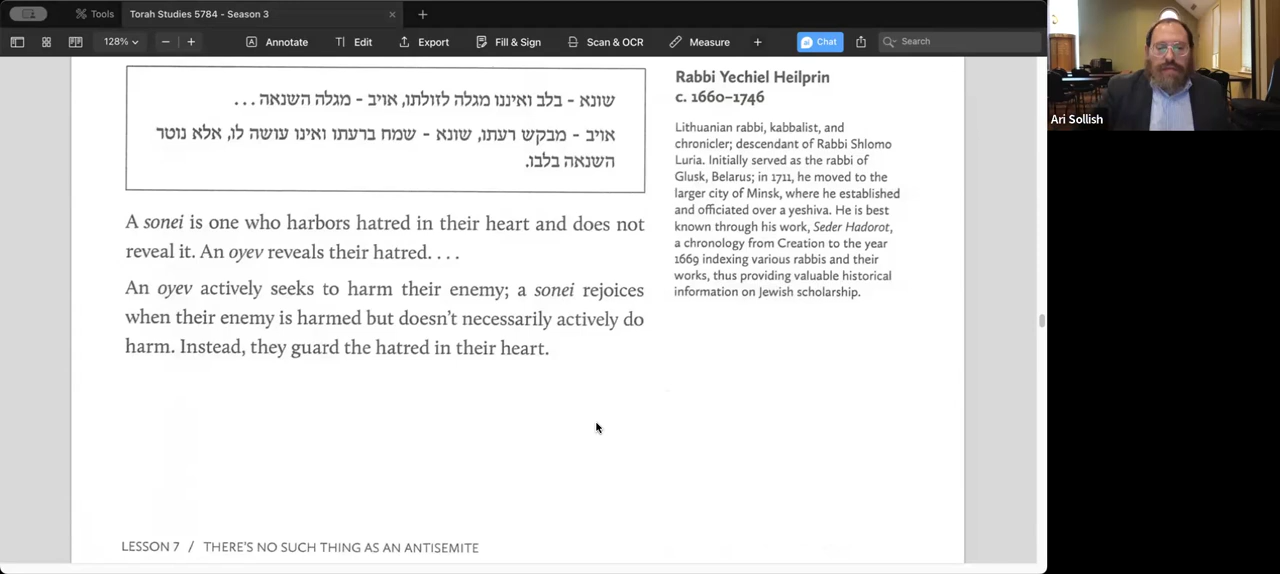 Tools
Torah Studies 5784 - Season 3
128%
Annotate
Edit
Export
Fill & Sign
Scan & OCR
Measure
Chat
Search
Ari Sollish
שונא - בלב ואיננו מגלה לזולתו, אויב - מגלה השנאה ...
אויב - מבקש רעתו, שונא - שמח ברעתו ואינו עושה לו, אלא נוטר
השנאה בלבו.
A sonei is one who harbors hatred in their heart and does not
reveal it. An oyev reveals their hatred. . . .
An oyev actively seeks to harm their enemy; a sonei rejoices
when their enemy is harmed but doesn’t necessarily actively do
harm. Instead, they guard the hatred in their heart.
Rabbi Yechiel Heilprin
c. 1660–1746
Lithuanian rabbi, kabbalist, and
chronicler; descendant of Rabbi Shlomo
Luria. Initially served as the rabbi of
Glusk, Belarus; in 1711, he moved to the
larger city of Minsk, where he established
and officiated over a yeshiva. He is best
known through his work, Seder Hadorot,
a chronology from Creation to the year
1669 indexing various rabbis and their
works, thus providing valuable historical
information on Jewish scholarship.
LESSON 7 / THERE’S NO SUCH THING AS AN ANTISEMITE